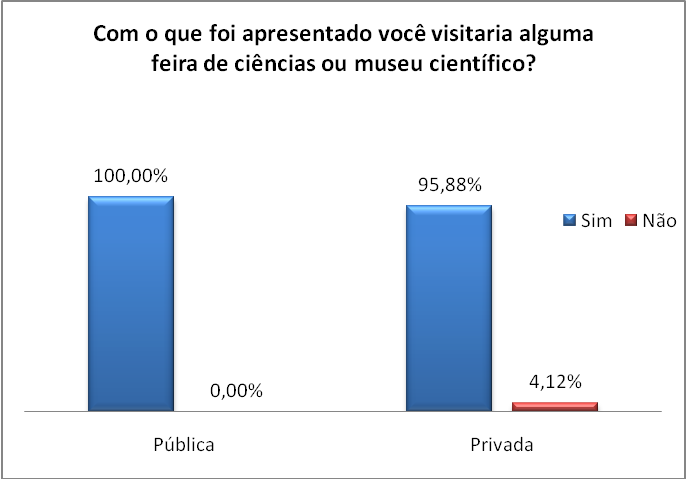 Com o que foi apresentado você visitaria alguma
feira de ciências ou museu científico?
100,00%
95,88%
Sim Não
0,00%
4,12%
Pública
Privada